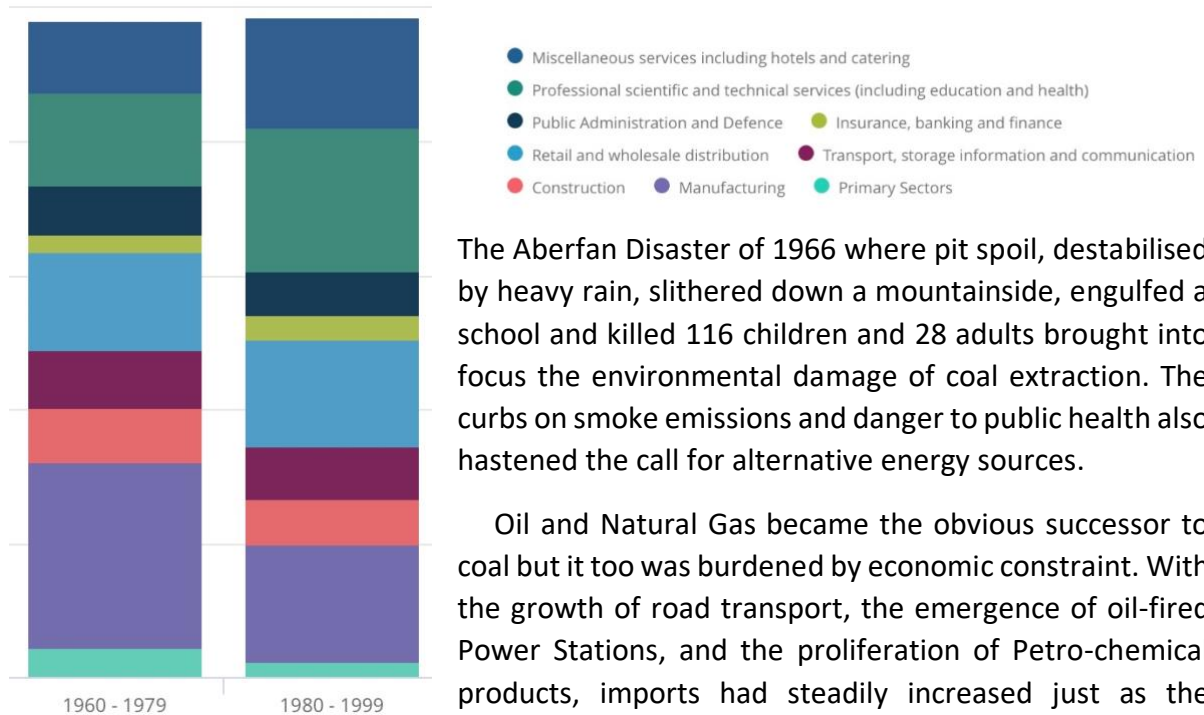 Miscellaneous services including hotels and catering
Professional scientific and technical services (including education and health)
Public Administration and Defence Insurance, banking and finance
Retail and wholesale distribution Transport, storage information and communication
Construction Manufacturing Primary Sectors
The Aberfan Disaster of 1966 where pit spoil, destabilised
by heavy rain, slithered down a mountainside, engulfed a
school and killed 116 children and 28 adults brought into
focus the environmental damage of coal extraction. The
curbs on smoke emissions and danger to public health also
hastened the call for alternative energy sources.
Oil and Natural Gas became the obvious successor to
coal but it too was burdened by economic constraint. With
the growth of road transport, the emergence of oil-fired
Power Stations, and the proliferation of Petro-chemical
products, imports had steadily increased just as the
1960 - 1979 1980 - 1999